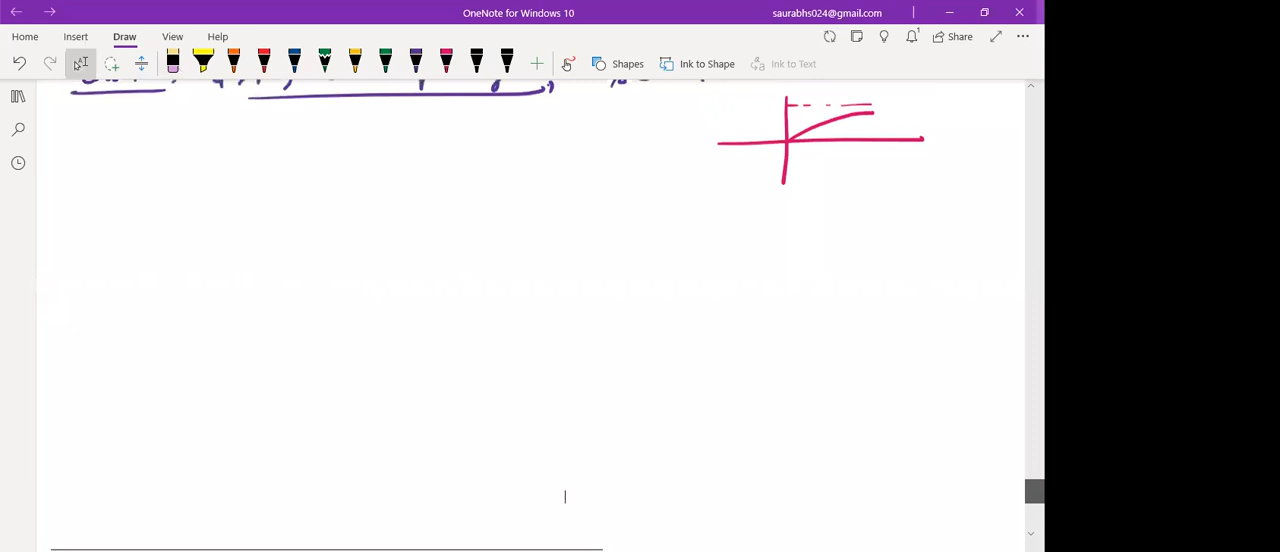 OneNote for Windows 10
saurabhs024@gmail.com
Home Insert Draw View Help
Share
Shapes
Ink to Shape
Ink to Text